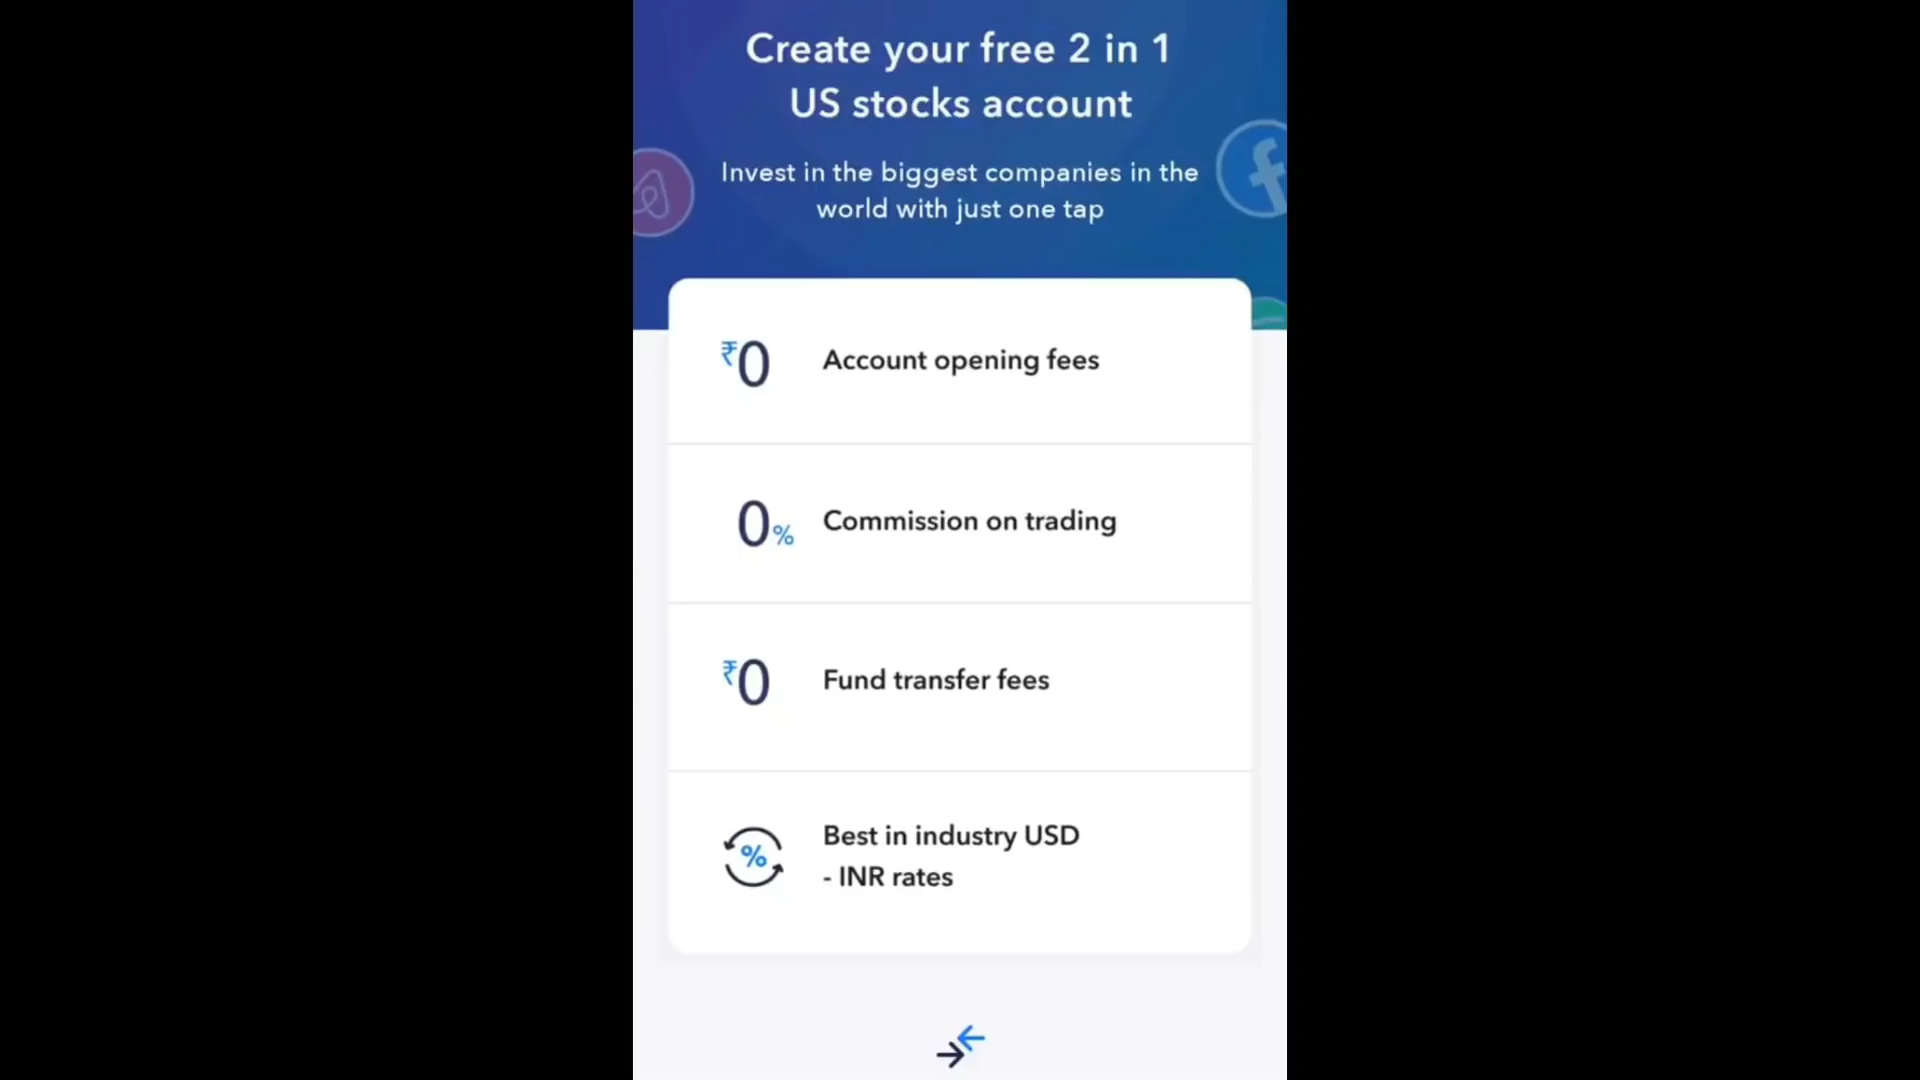 Create your free 2 in 1
US stocks account
Invest in the biggest companies in the
world with just one tap
₹0 Account opening fees
0% Commission on trading
₹0 Fund transfer fees
% Best in industry USD
- INR rates